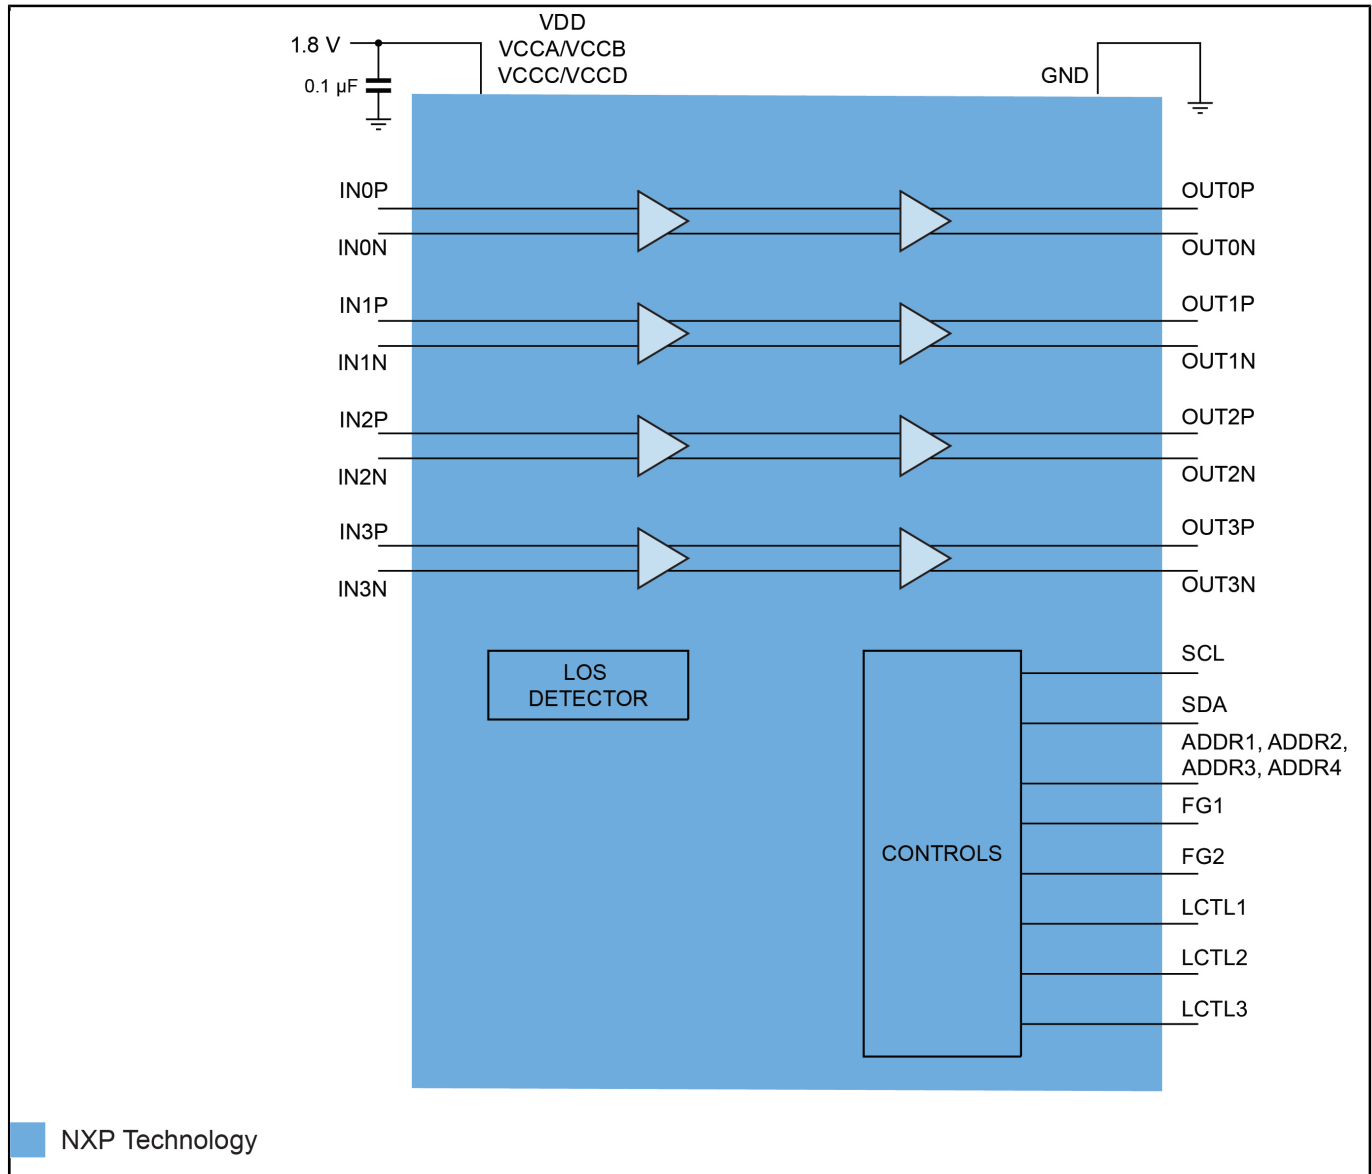 VDD
1.8 V
VCCA/VCCB
VCCC/VCCD
GND
0.1 µF
IN0P
OUT0P
IN0N
OUT0N
IN1P
OUT1P
IN1N
OUT1N
IN2P
OUT2P
IN2N
OUT2N
IN3P
OUT3P
IN3N
OUT3N
LOS
DETECTOR
SCL
SDA
ADDR1, ADDR2,
ADDR3, ADDR4
FG1
CONTROLS
FG2
LCTL1
LCTL2
LCTL3
NXP Technology